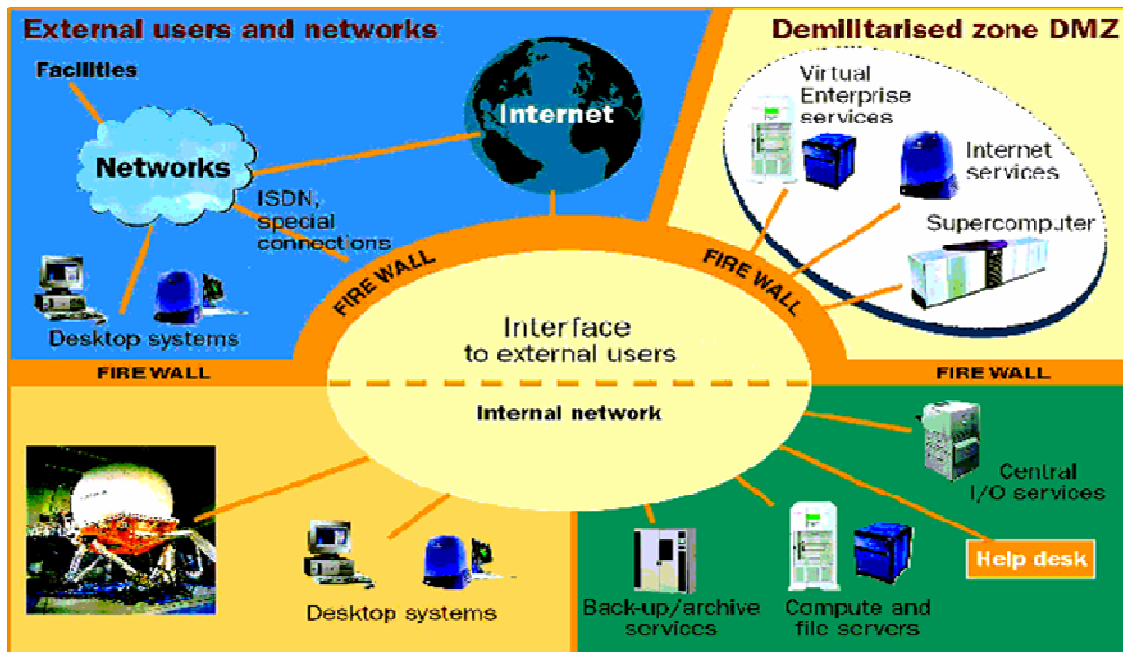 External users and networks
Facilities
Networks
Internet
ISDN,
special
connections
Desktop systems
FIRE WALL
FIRE WALL
Demilitarised zone DMZ
Virtual
Enterprise
services
Internet
services
Supercomputer
FIRE WALL
FIRE WALL
Interface
to external users
Internal network
Desktop systems
Central
I/O services
Help desk
Back-up/archive
services
Compute and
file servers